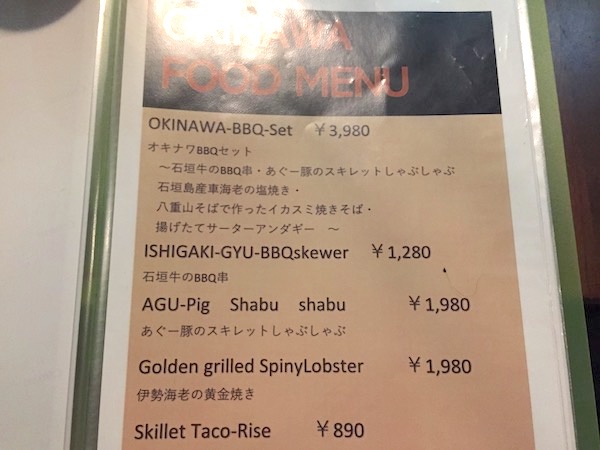 OKINAWA
FOOD MENU
OKINAWA-BBQ-Set ¥3,980
オキナワBBQセット
～石垣牛のBBQ串・あぐー豚のスキレットしゃぶしゃぶ
石垣島産車海老の塩焼き・
八重山そばで作ったイカスミ焼きそば・
揚げたてサーターアンダギー ～
ISHIGAKI-GYU-BBQskewer ¥1,280
石垣牛のBBQ串
AGU-Pig Shabu shabu ¥1,980
あぐー豚のスキレットしゃぶしゃぶ
Golden grilled SpinyLobster ¥1,980
伊勢海老の黄金焼き
Skillet Taco-Rise ¥890